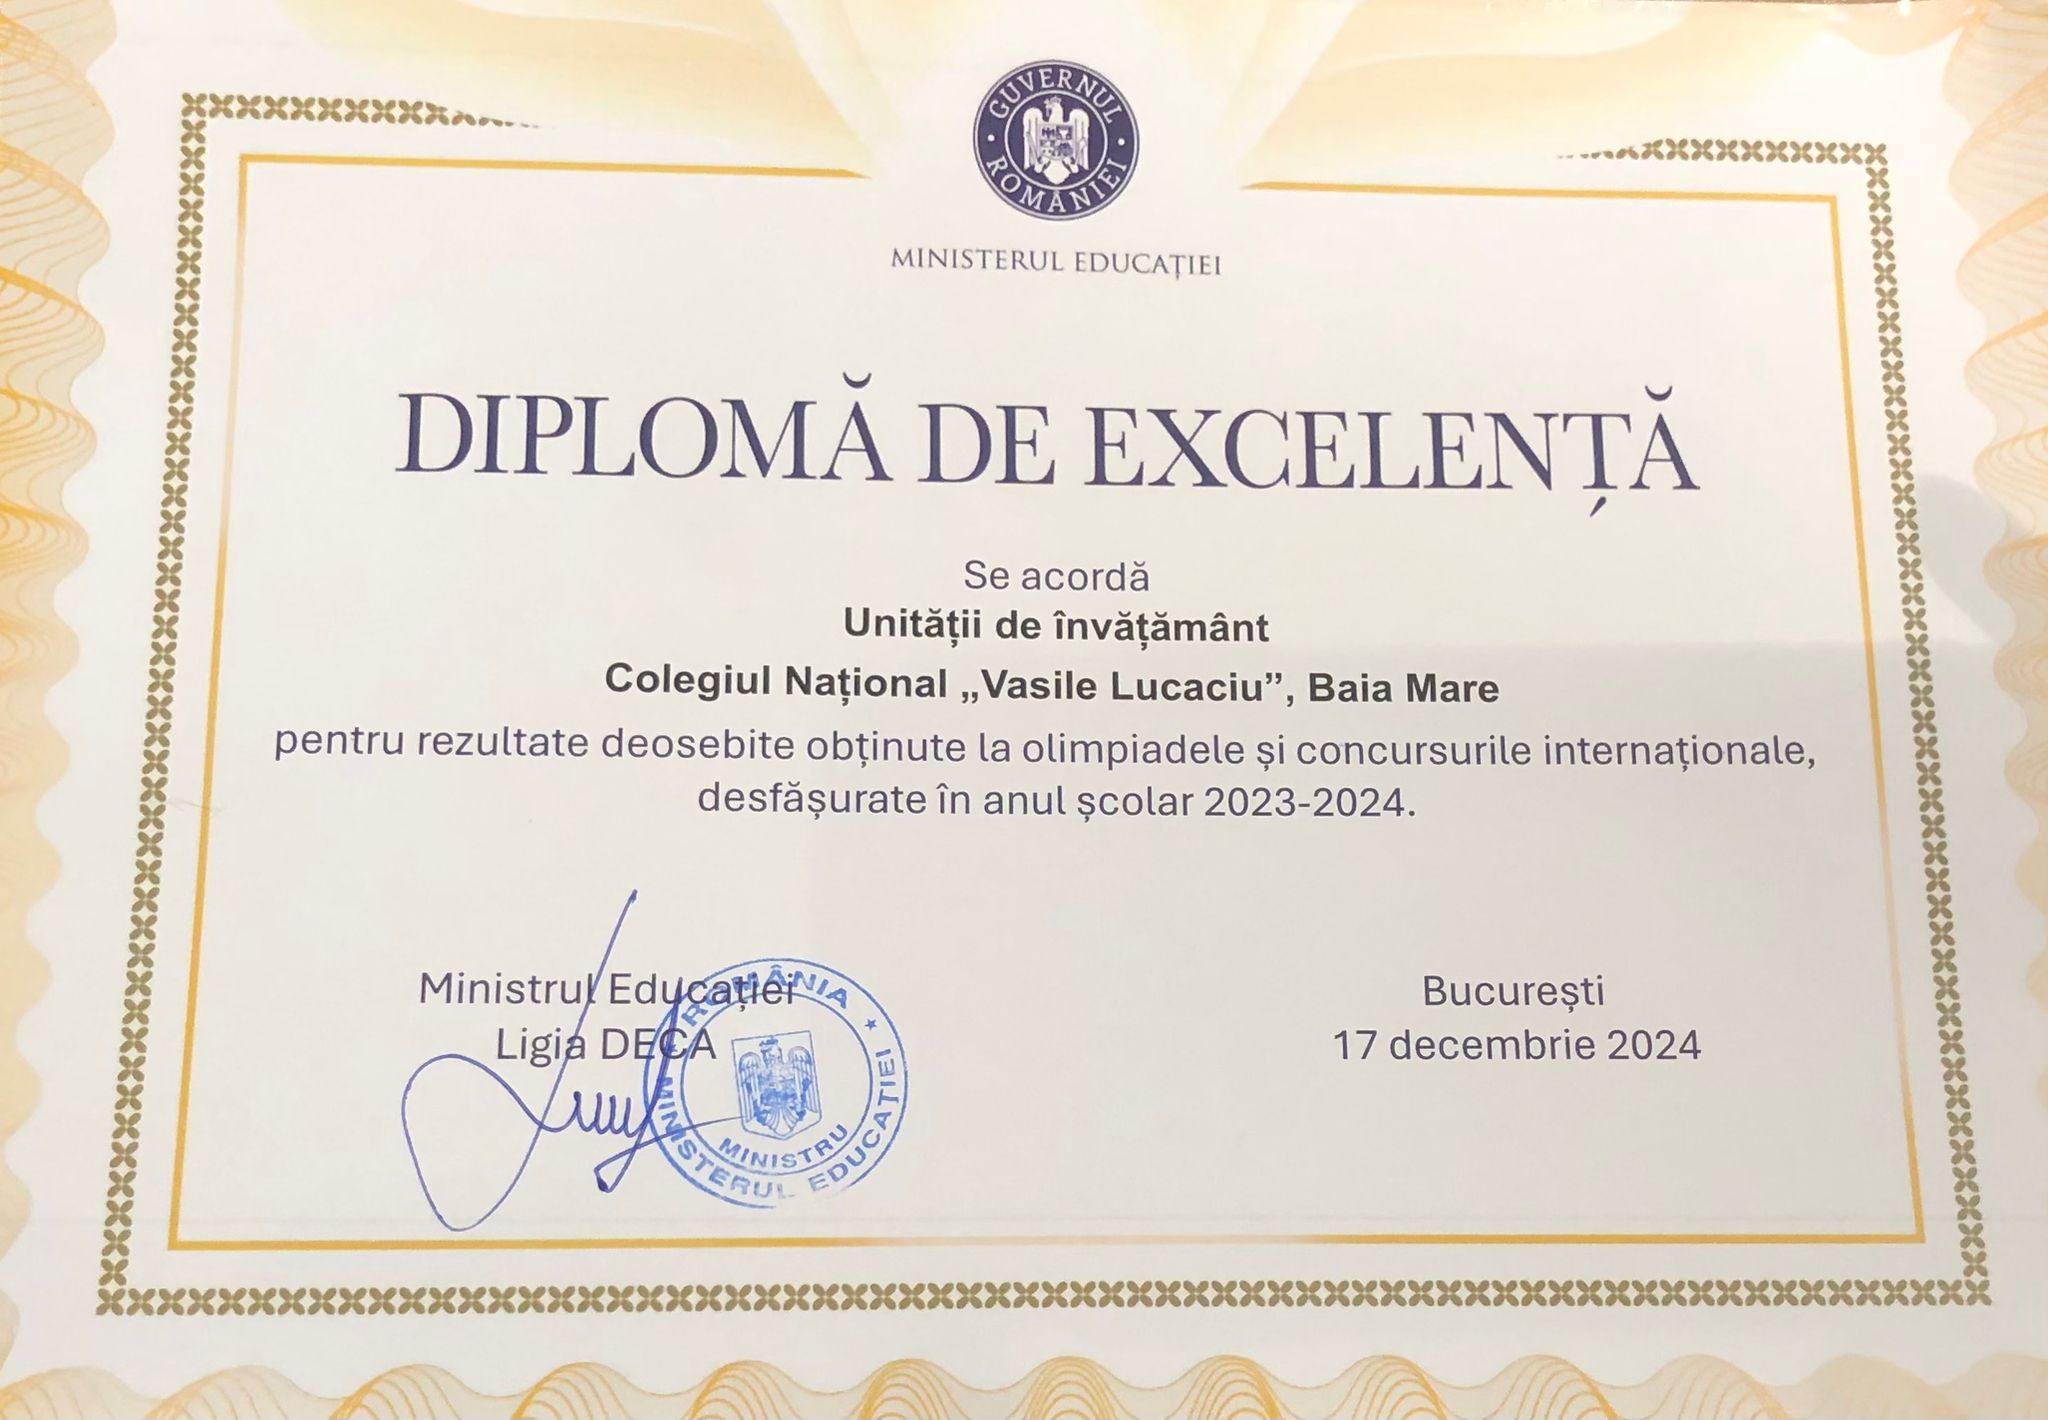 GUVERNUL ROMÂNIEI
MINISTERUL EDUCAȚIEI
DIPLOMĂ DE EXCELENȚĂ
Se acordă
Unității de învățământ
Colegiul Național „Vasile Lucaciu”, Baia Mare
pentru rezultate deosebite obținute la olimpiadele și concursurile internaționale,
desfășurate în anul școlar 2023-2024.
Ministrul Educației
Ligia DECA
București
17 decembrie 2024
ROMÂNIA
MINISTERUL EDUCAȚIEI
MINISTRU